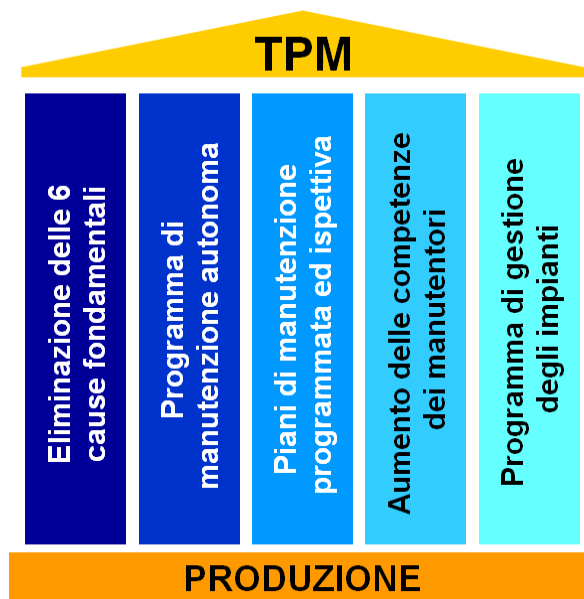 TPM
Eliminazione delle 6
cause fondamentali
Programma di
manutenzione autonoma
Piani di manutenzione
programmata ed ispettiva
Aumento delle competenze
dei manutentori
Programma di gestione
degli impianti
PRODUZIONE